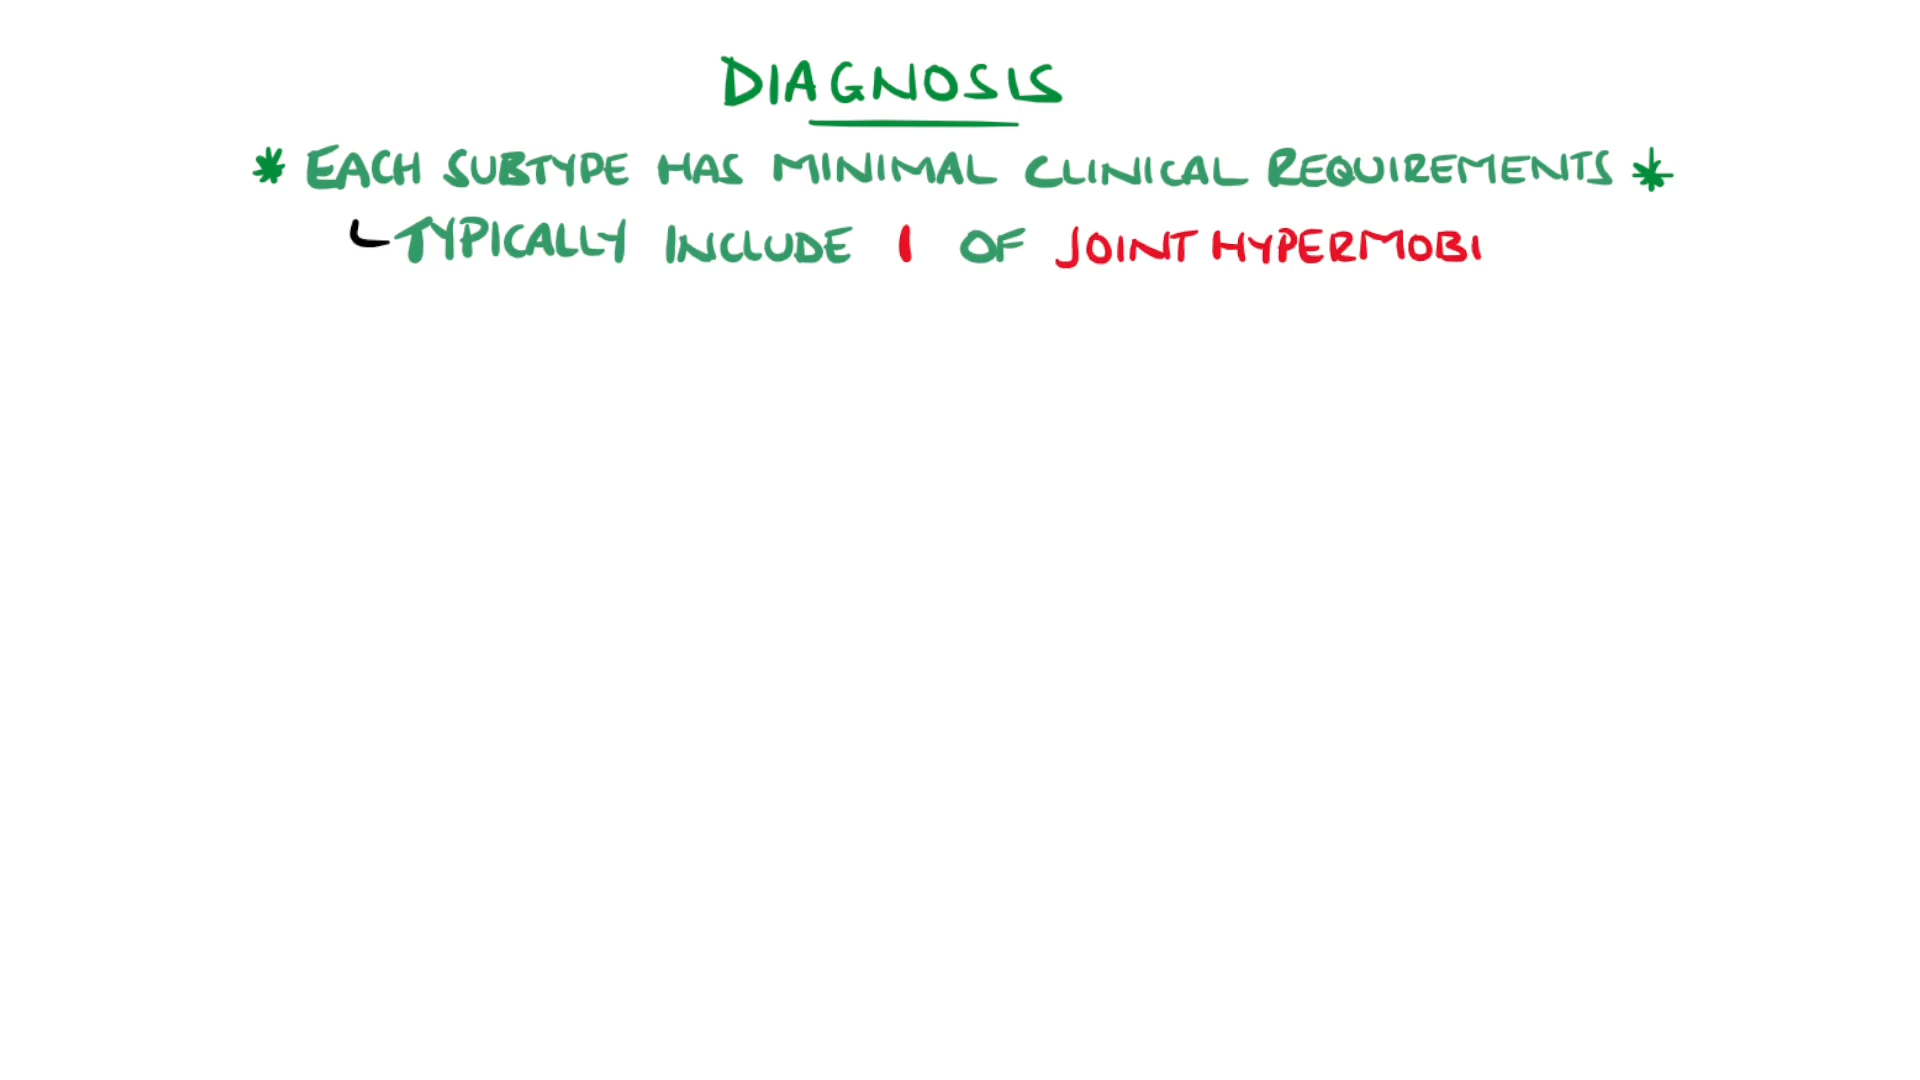 DIAGNOSIS
* EACH SUBTYPE HAS MINIMAL CLINICAL REQUIREMENTS *
TYPICALLY INCLUDE 1 OF JOINT HYPERMOBI